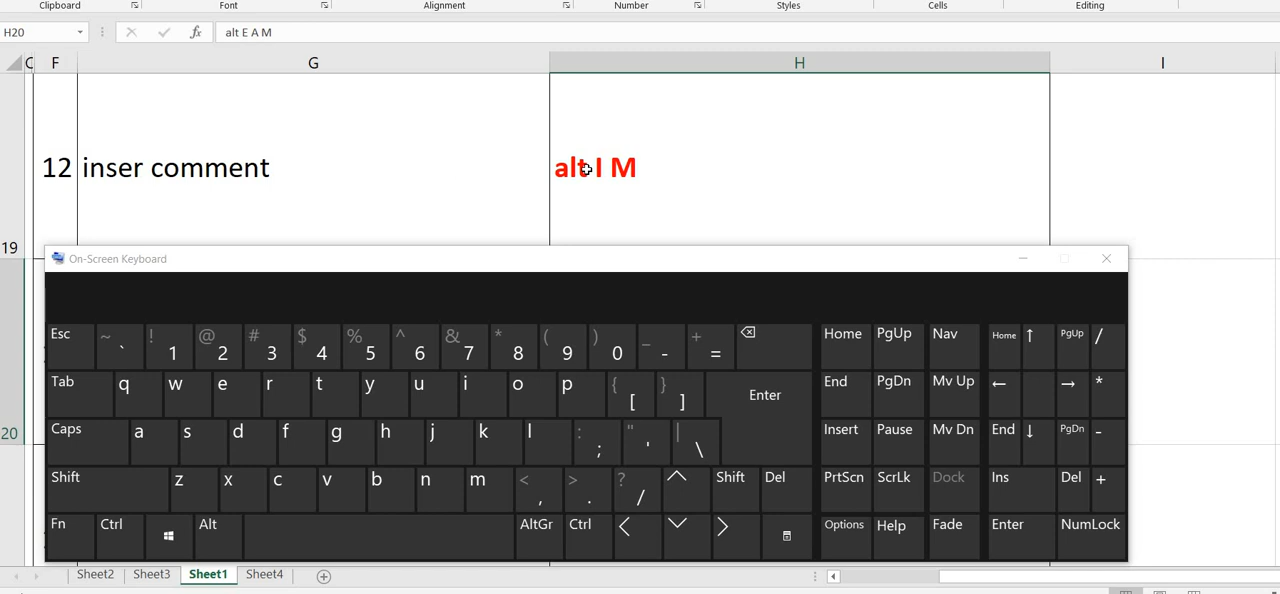 Clipboard Font Alignment Number Styles Cells Editing
H20 fx alt E A M
C F G H I
12 inser comment alt I M
19
On-Screen Keyboard
20
Esc ~ ` ! 1 @ 2 # 3 $ 4 % 5 ^ 6 & 7 * 8 ( 9 ) 0 _ - + = Home PgUp Nav Home ↑ PgUp /
Tab q w e r t y u i o p { [ } ] Enter End PgDn Mv Up ← → *
Caps a s d f g h j k l : ; " ' | \ Insert Pause Mv Dn End ↓ PgDn -
Shift z x c v b n m < , > . ? / Shift Del PrtScn ScrLk Dock Ins Del +
Fn Ctrl Alt AltGr Ctrl Options Help Fade Enter NumLock
Sheet2 Sheet3 Sheet1 Sheet4